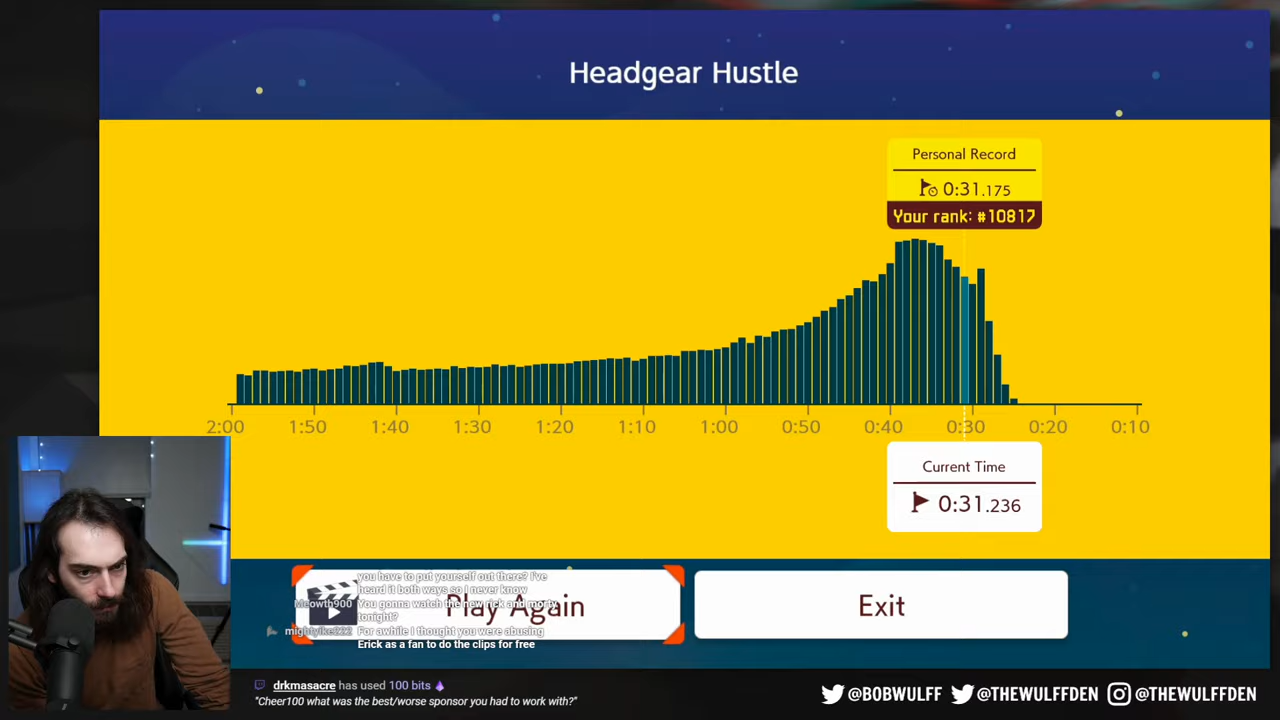 Headgear Hustle
Personal Record
0:31.175
Your rank: #10817
2:00 1:50 1:40 1:30 1:20 1:10 1:00 0:50 0:40 0:30 0:20 0:10
Current Time
0:31.236
Play Again
Exit
you have to put yourself out there? I've
heard it both ways so I never know
Meowth900 You gonna watch the new rick and morty
tonight?
mightyike222 For awhile I thought you were abusing
Erick as a fan to do the clips for free
drkmasacre has used 100 bits
"Cheer100 what was the best/worse sponsor you had to work with?"
@BOBWULFF @THEWULFFDEN @THEWULFFDEN